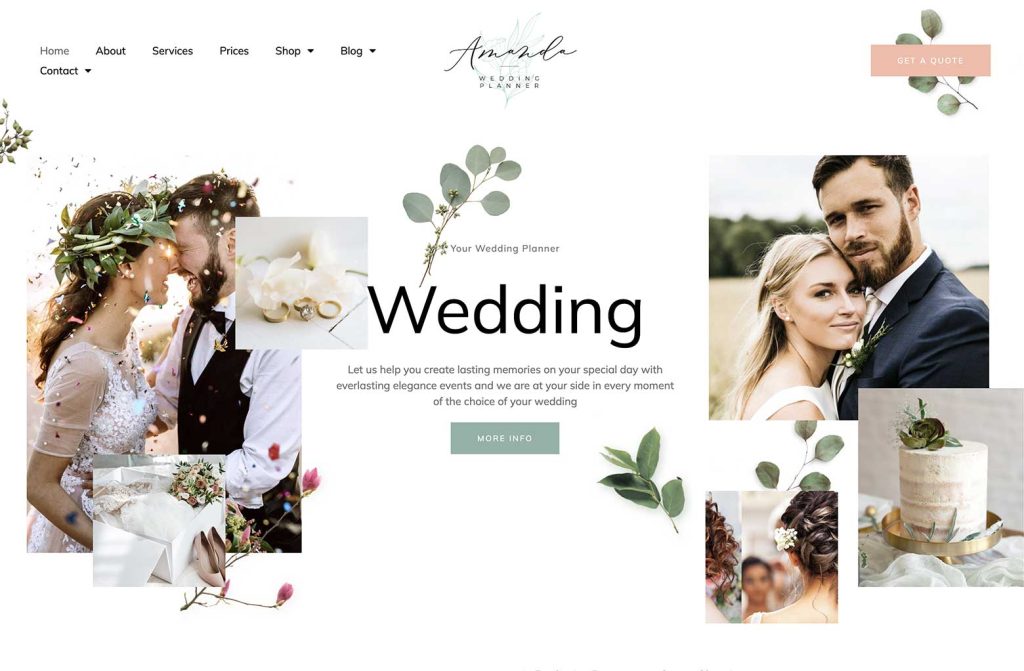 Home About Services Prices Shop Blog
Contact
Amanda
WEDDING
PLANNER
GET A QUOTE
Your Wedding Planner
Wedding
Let us help you create lasting memories on your special day with
everlasting elegance events and we are at your side in every moment
of the choice of your wedding
MORE INFO